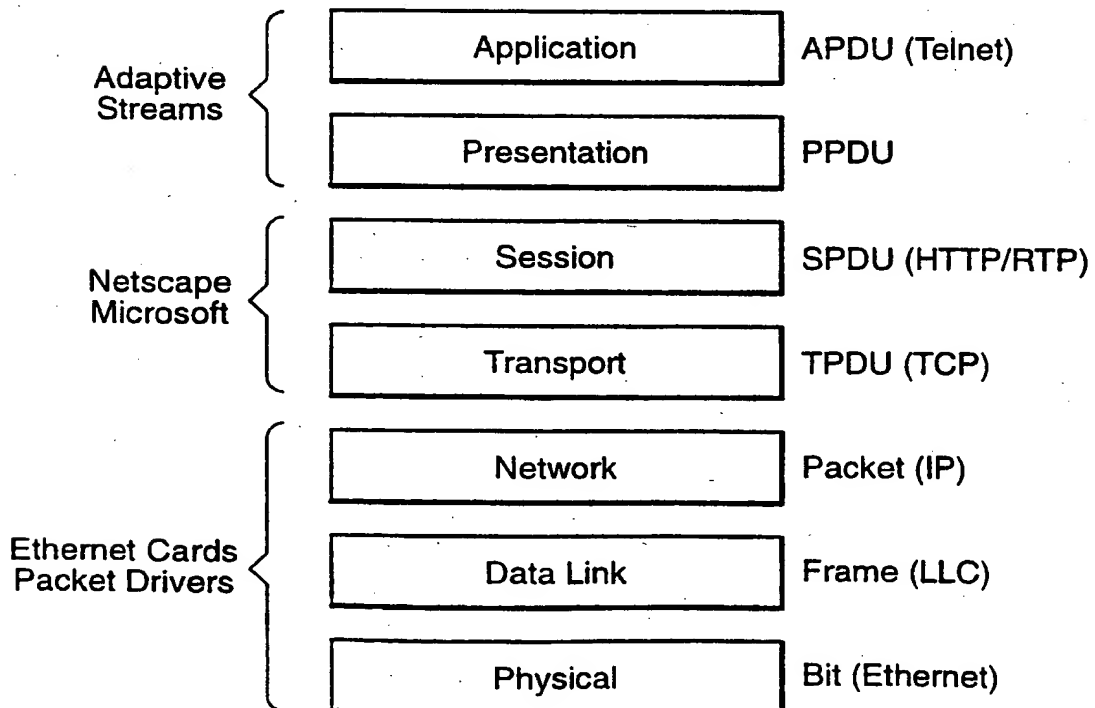 Adaptive
Streams
Application
APDU (Telnet)
Presentation
PPDU
Netscape
Microsoft
Session
SPDU (HTTP/RTP)
Transport
TPDU (TCP)
Ethernet Cards
Packet Drivers
Network
Packet (IP)
Data Link
Frame (LLC)
Physical
Bit (Ethernet)